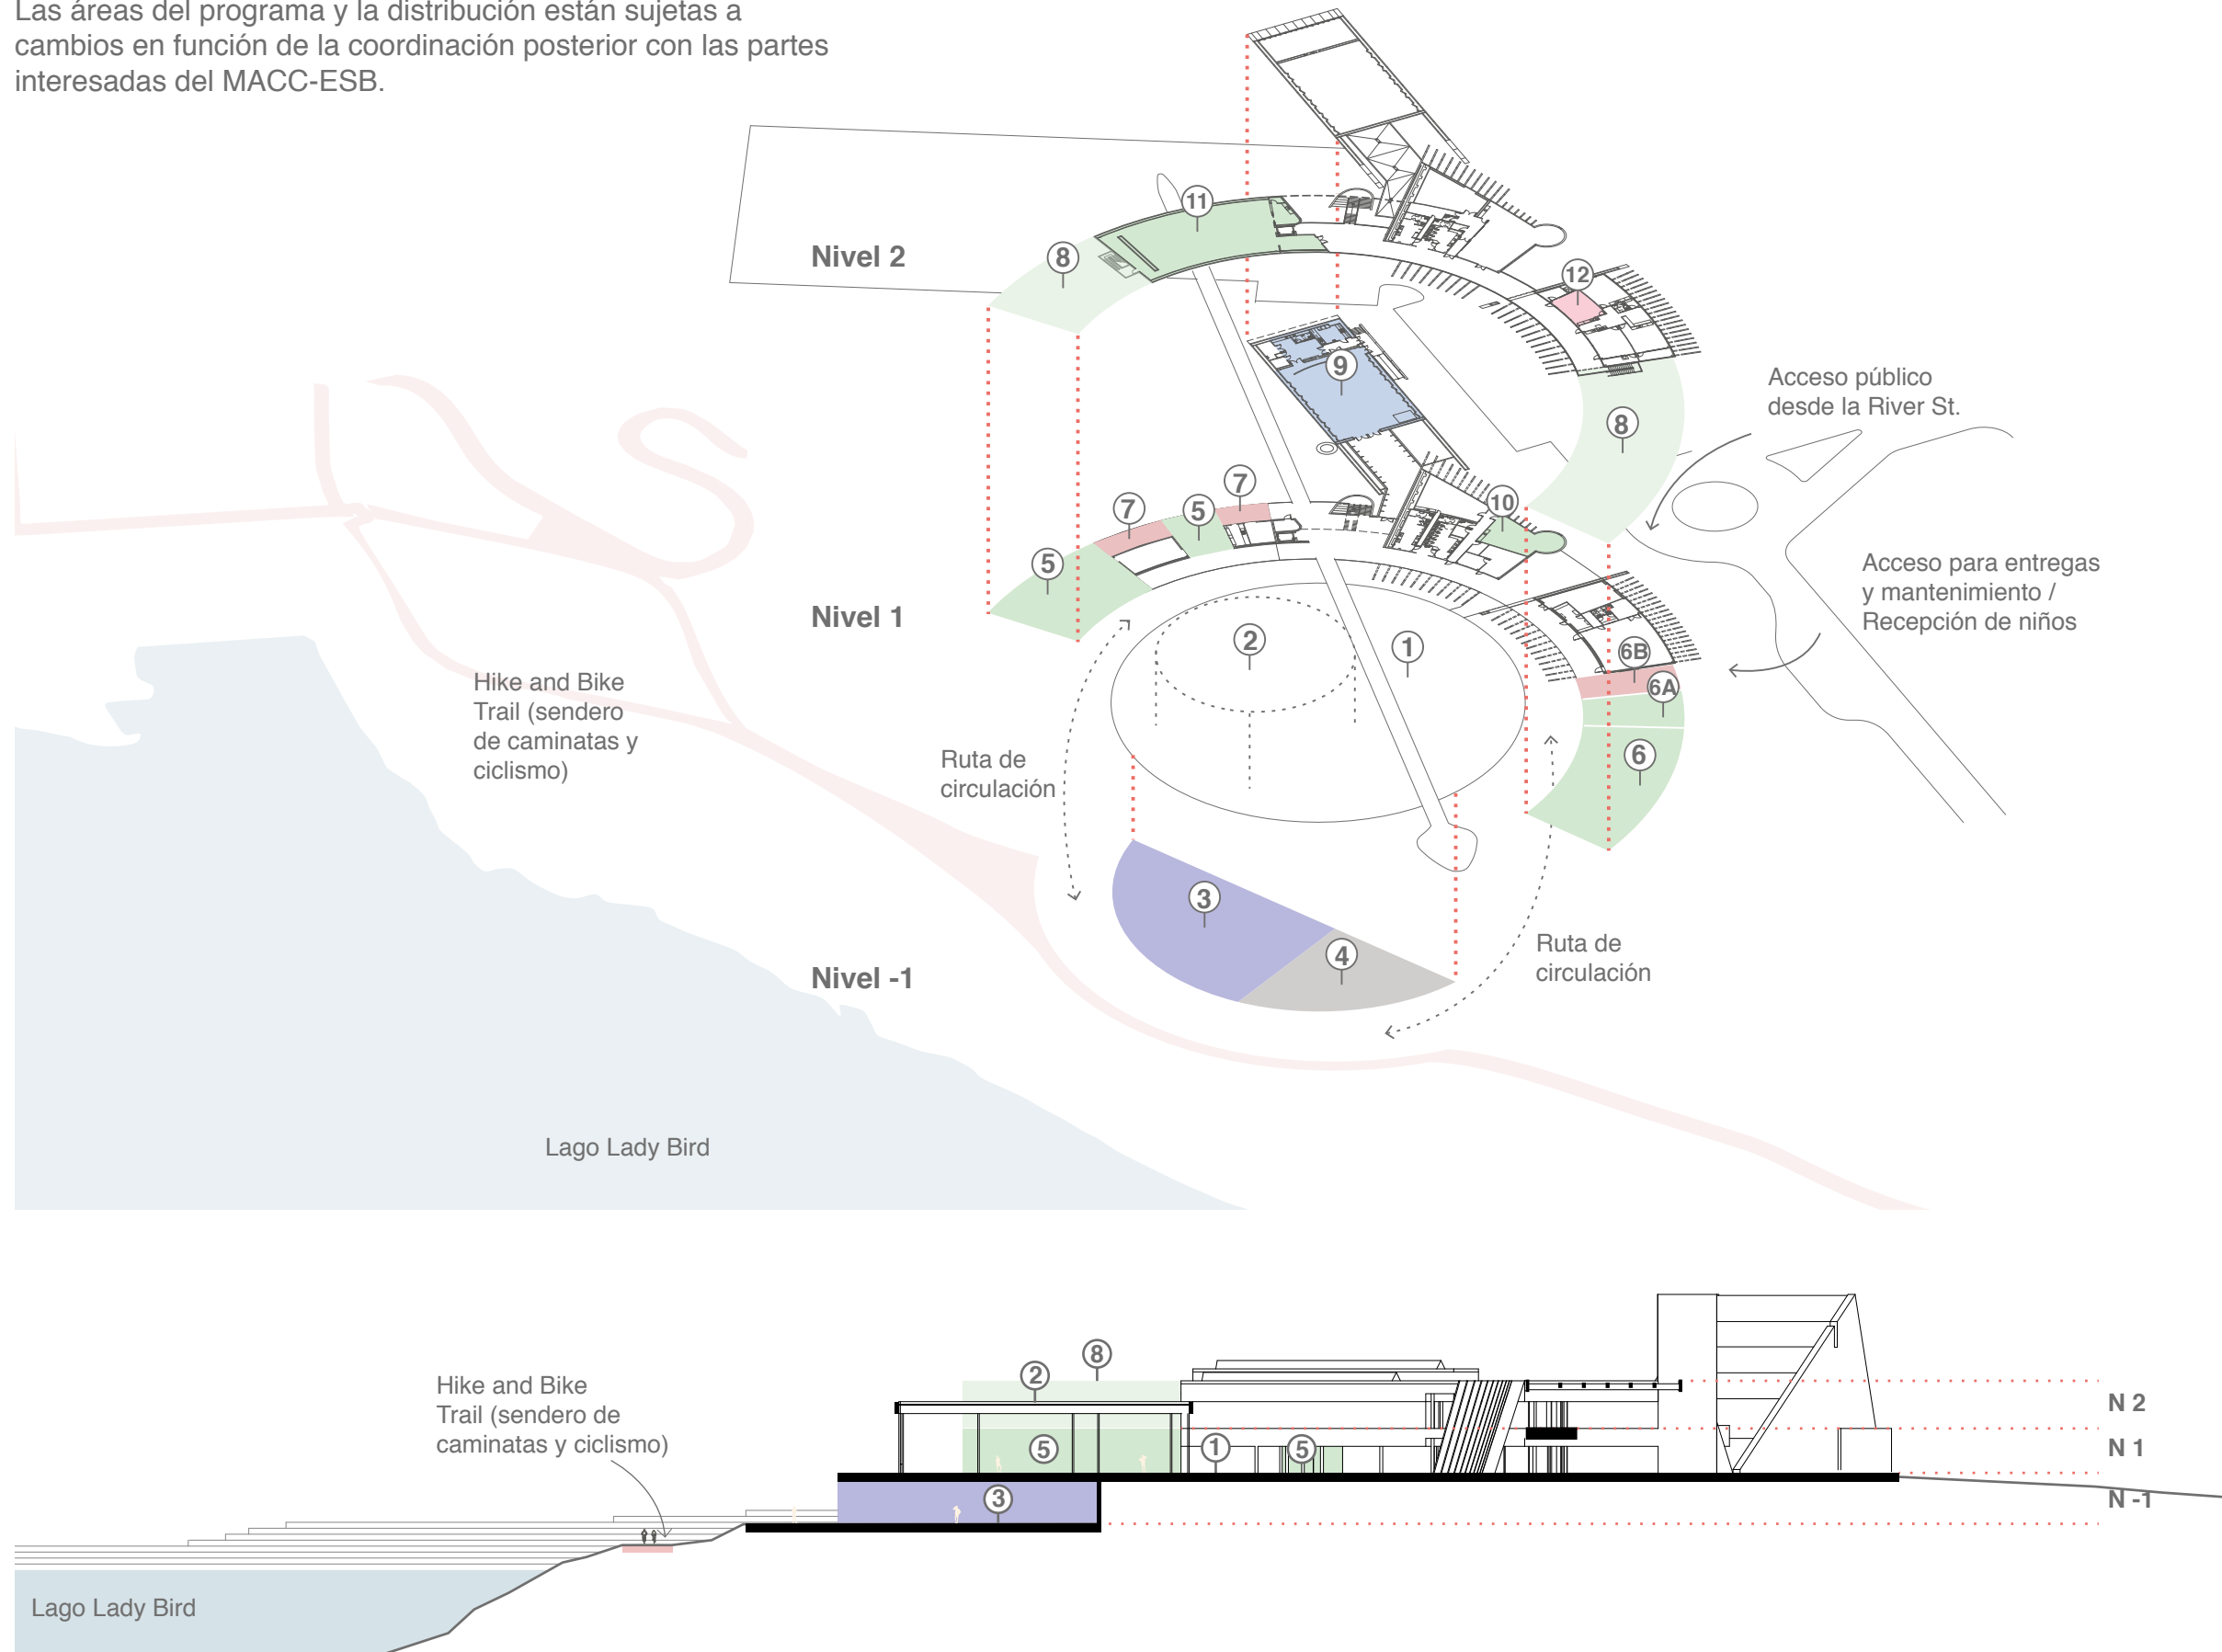 Las áreas del programa y la distribución están sujetas a
cambios en función de la coordinación posterior con las partes
interesadas del MACC-ESB.
11
Nivel 2
8
12
9
Acceso público
desde la River St.
8
7
7
5
10
5
Acceso para entregas
y mantenimiento /
Recepción de niños
Nivel 1
2
1
6B
6A
Hike and Bike
Trail (sendero
de caminatas y
ciclismo)
Ruta de
circulación
6
3
4
Ruta de
circulación
Nivel -1
Lago Lady Bird
8
2
Hike and Bike
Trail (sendero de
caminatas y ciclismo)
N 2
5
1
5
N 1
3
N -1
Lago Lady Bird